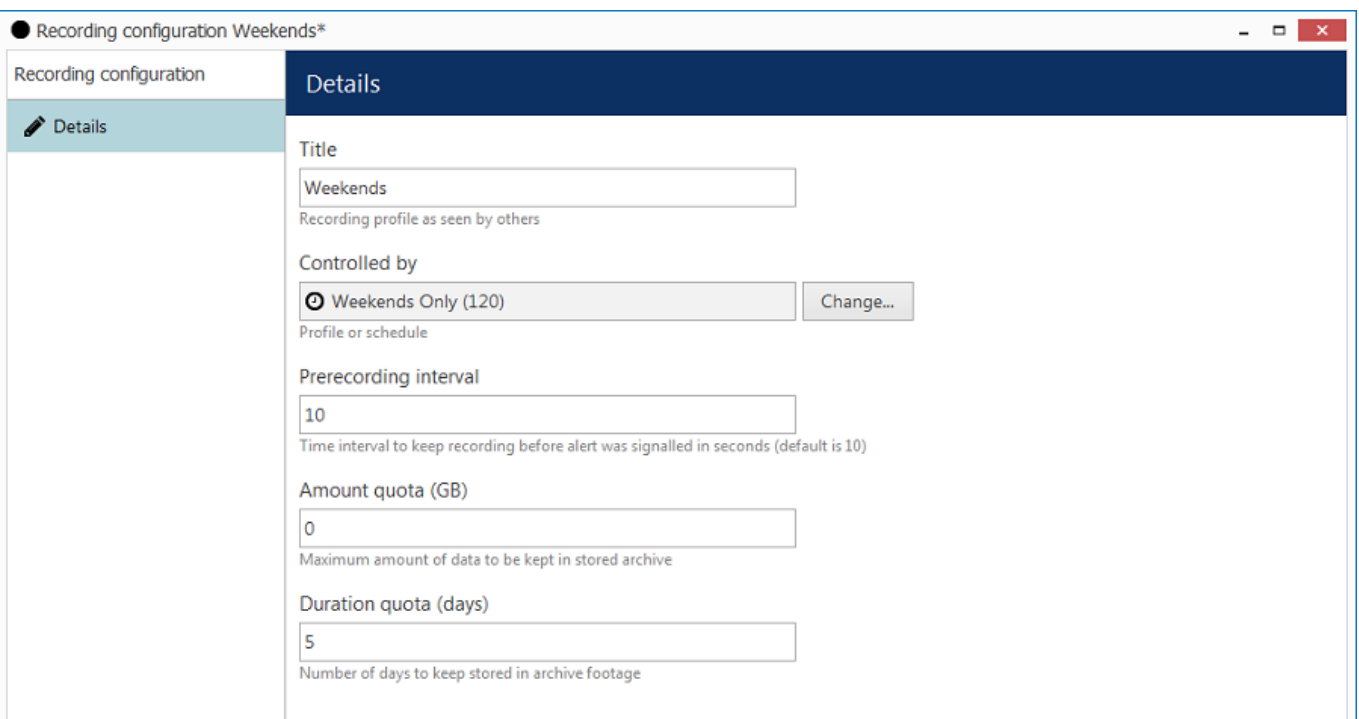 Recording configuration Weekends*
Recording configuration
Details
Details
Title
Weekends
Recording profile as seen by others
Controlled by
Weekends Only (120)
Change...
Profile or schedule
Prerecording interval
10
Time interval to keep recording before alert was signalled in seconds (default is 10)
Amount quota (GB)
0
Maximum amount of data to be kept in stored archive
Duration quota (days)
5
Number of days to keep stored in archive footage